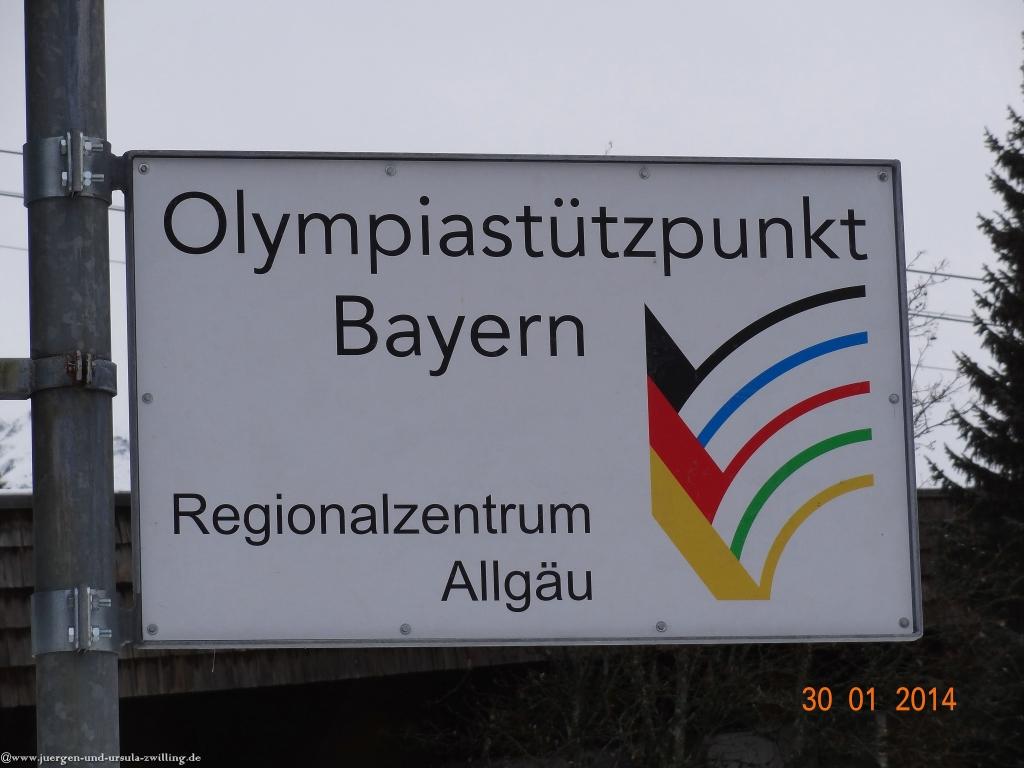 Olympiastützpunkt
Bayern
Regionalzentrum
Allgäu
30 01 2014
@www.juergen-und-ursula-zwilling.de